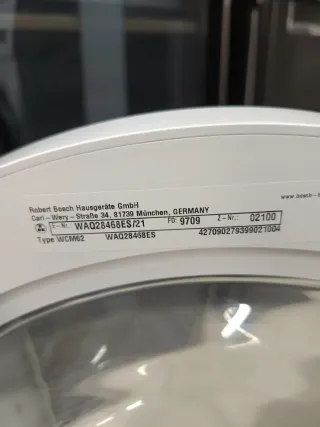 Robert Bosch Hausgeräte GmbH
Carl-Wery-Straße 34, 81739 München, GERMANY
E-Nr. WAQ28468ES/21 FD: 9709 Z-Nr. 02100
Type WCM62 WAQ28468ES 427090279399021004